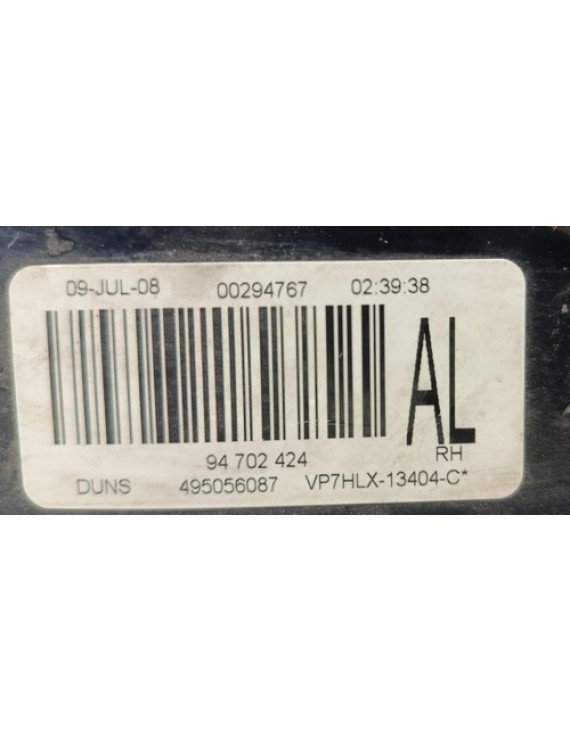 09-JUL-08 00294767 02:39:38
AL
RH
94 702 424
DUNS 495056087 VP7HLX-13404-C*